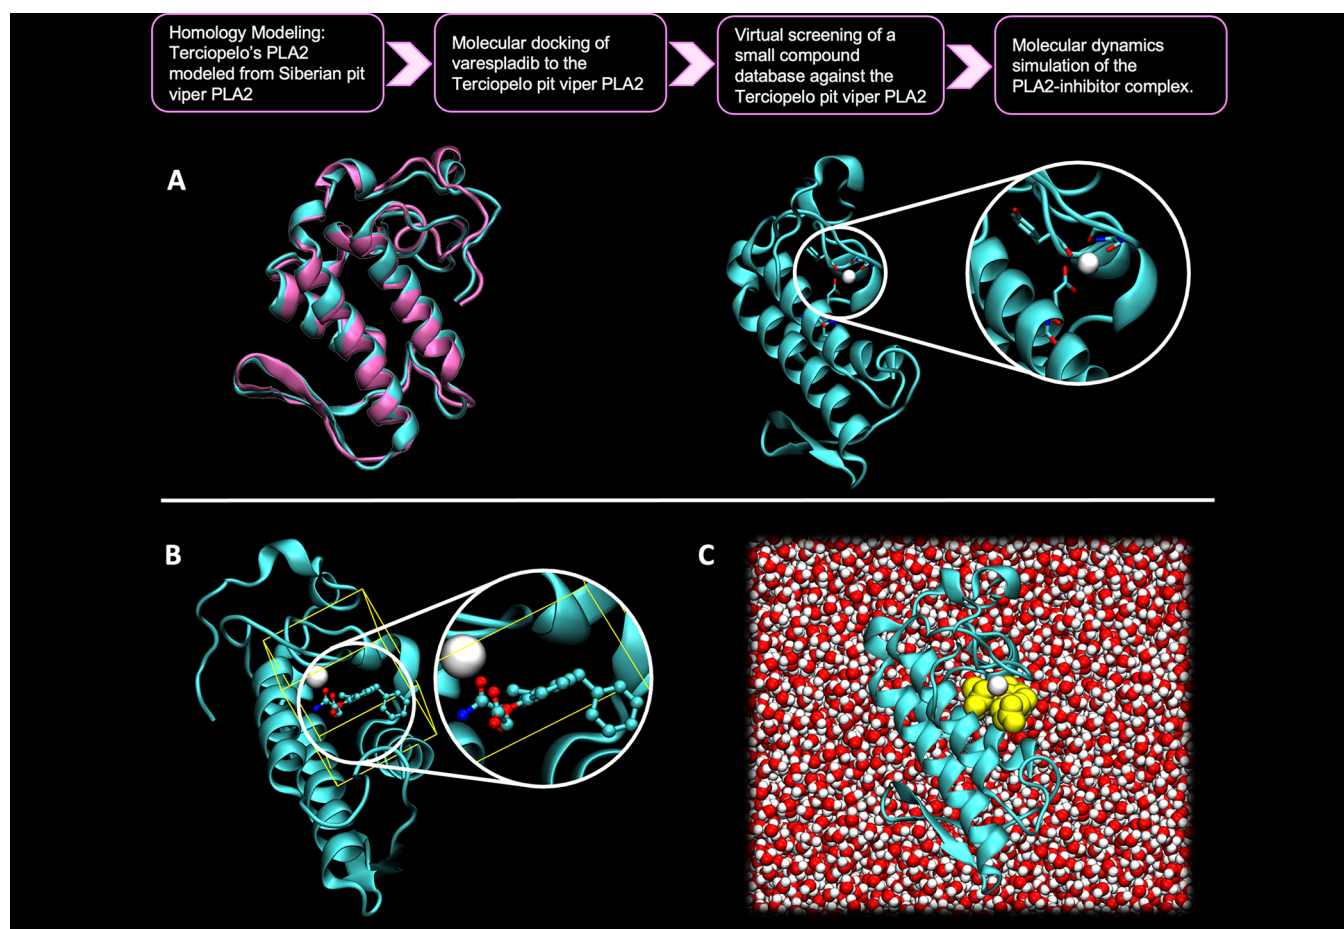 Homology Modeling:
Terciopelo's PLA2
modeled from Siberian pit
viper PLA2
Molecular docking of
varespladib to the
Terciopelo pit viper PLA2
Virtual screening of a
small compound
database against the
Terciopelo pit viper PLA2
Molecular dynamics
simulation of the
PLA2-inhibitor complex.
A
B
C